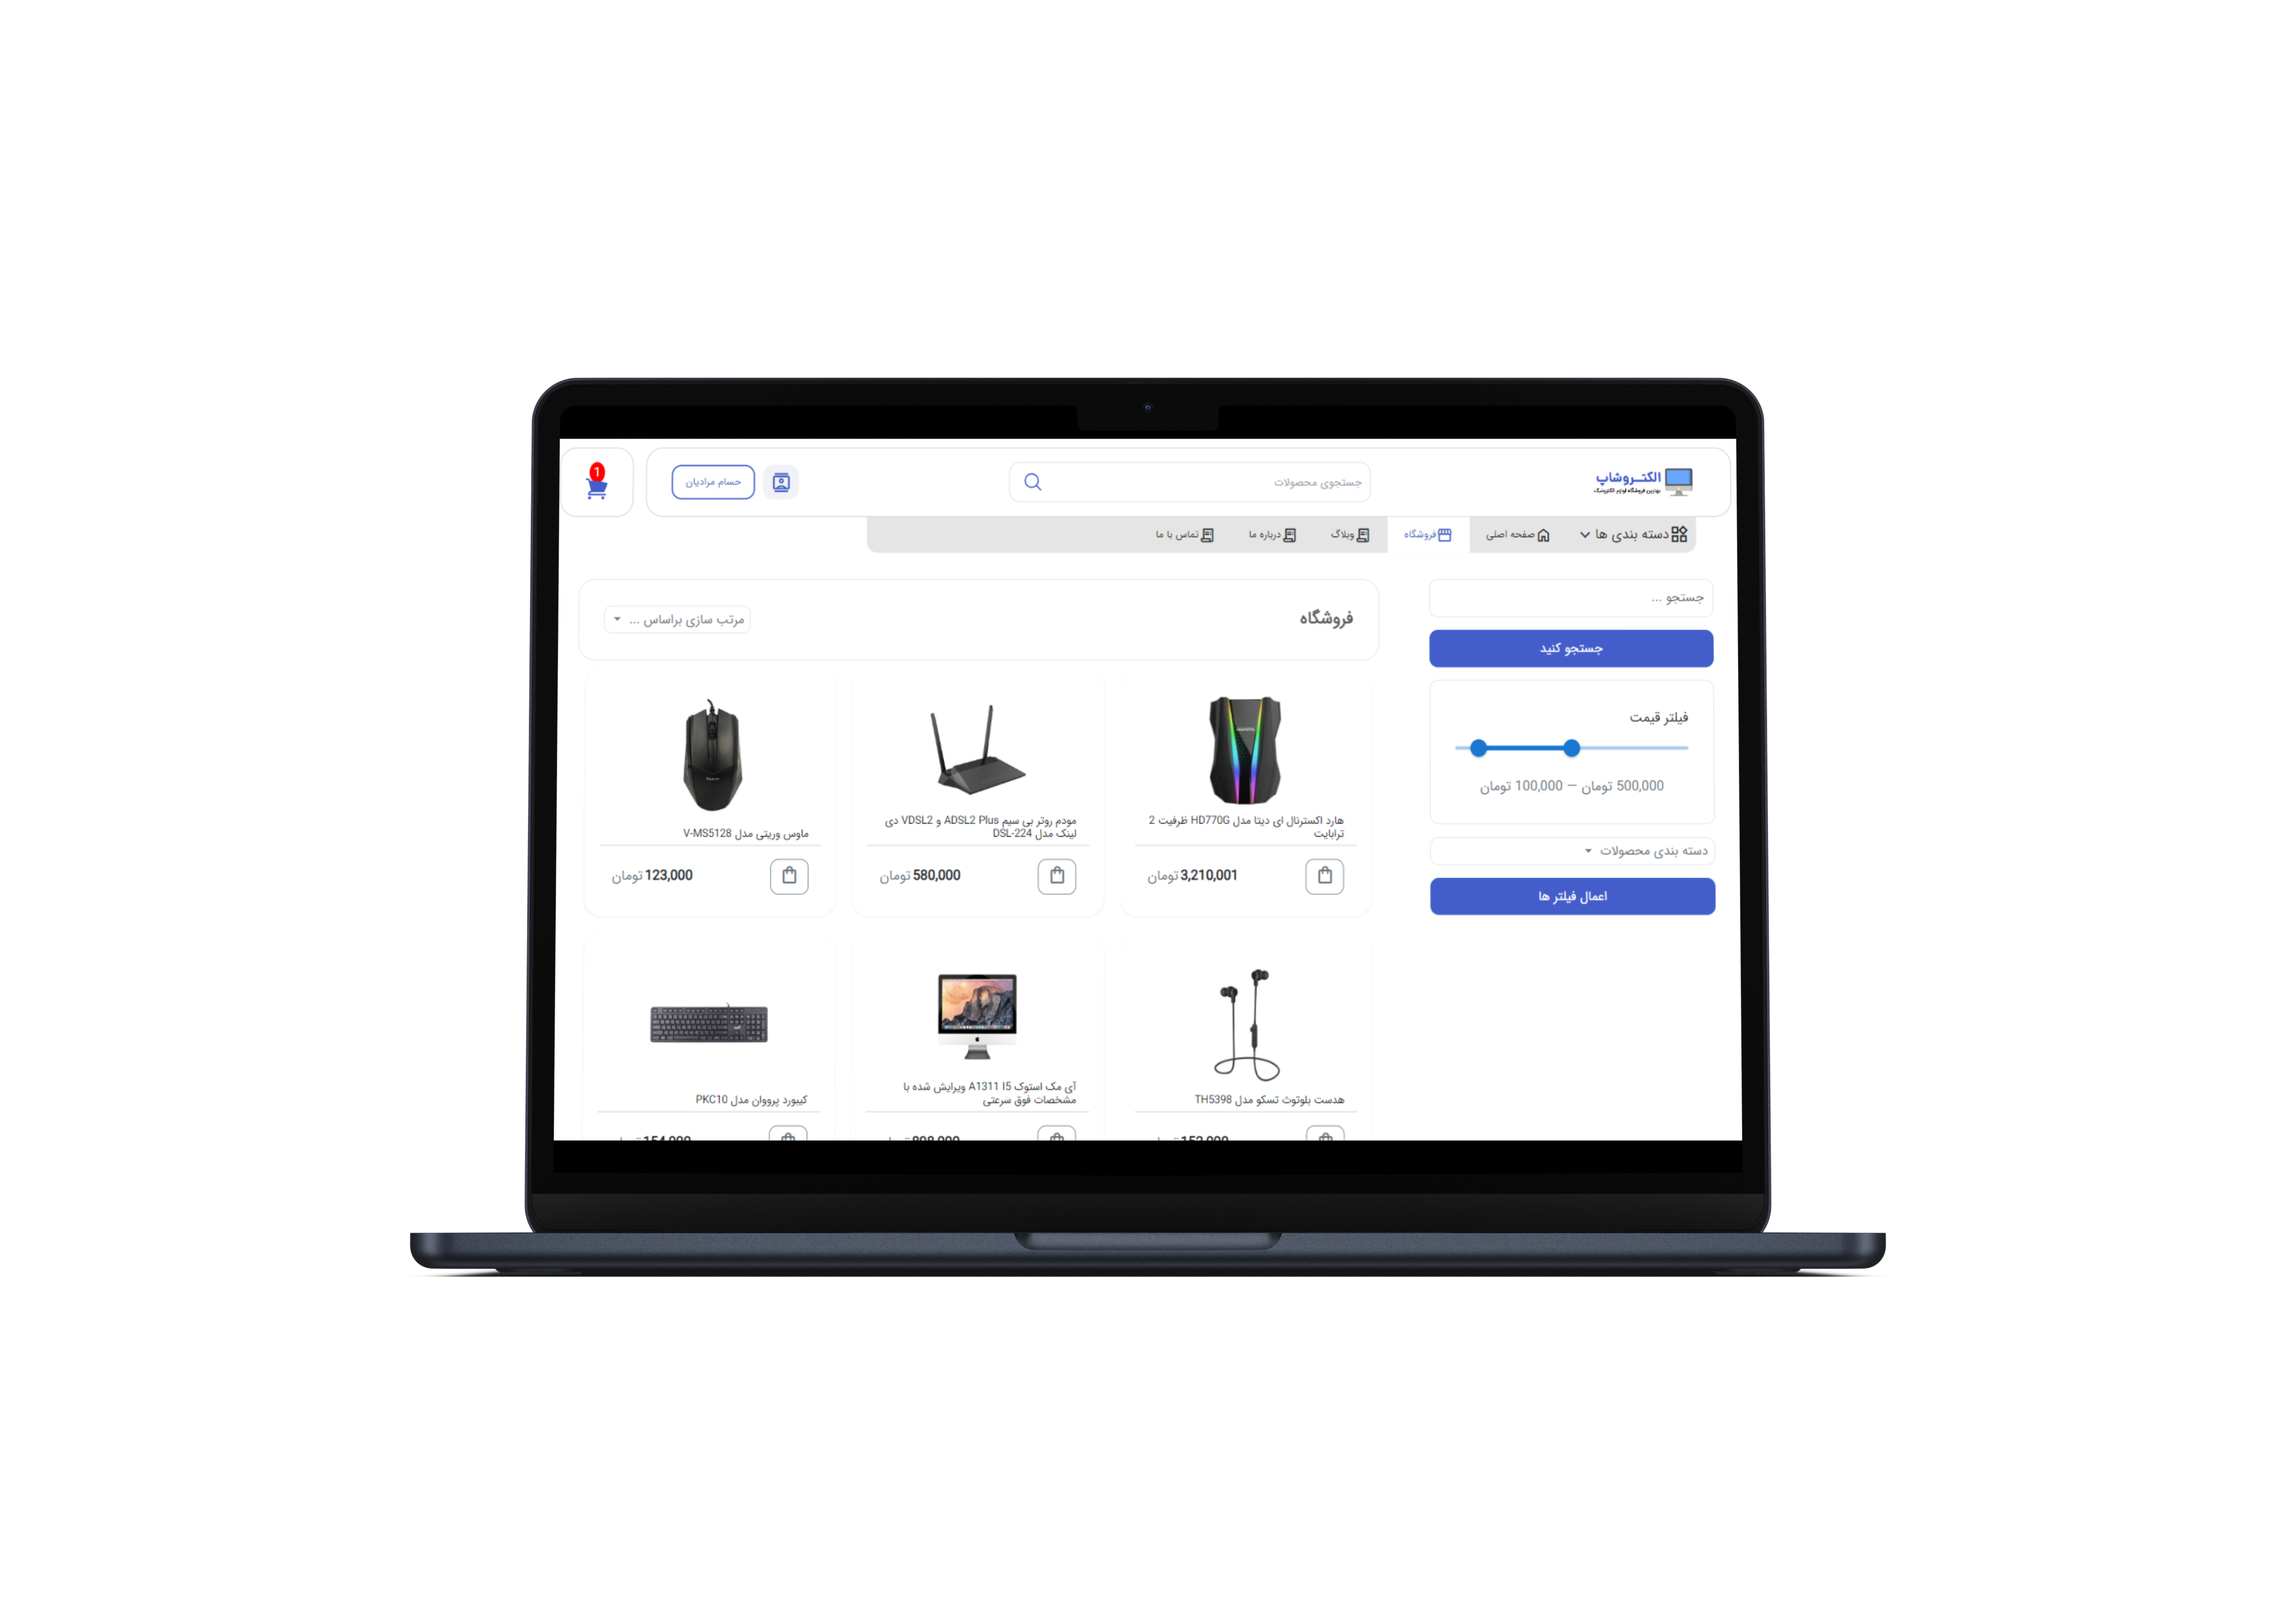 الکتــروشاپ
بهترین فروشگاه لوازم الکترونیک
جستجوی محصولات
حسام مرادیان
1
دسته بندی ها
صفحه اصلی
فروشگاه
وبلاگ
درباره ما
تماس با ما
جستجو ...
جستجو کنید
فیلتر قیمت
500,000 تومان — 100,000 تومان
دسته بندی محصولات
اعمال فیلتر ها
فروشگاه
مرتب سازی براساس ...
هارد اکسترنال ای دیتا مدل HD770G ظرفیت 2
ترابایت
3,210,001 تومان
مودم روتر بی سیم ADSL2 Plus و VDSL2 دی
لینک مدل DSL-224
580,000 تومان
ماوس وریتی مدل V-MS5128
123,000 تومان
هدست بلوتوث تسکو مدل TH5398
آی مک استوک A1311 I5 ویرایش شده با
مشخصات فوق سرعتی
کیبورد پرووان مدل PKC10